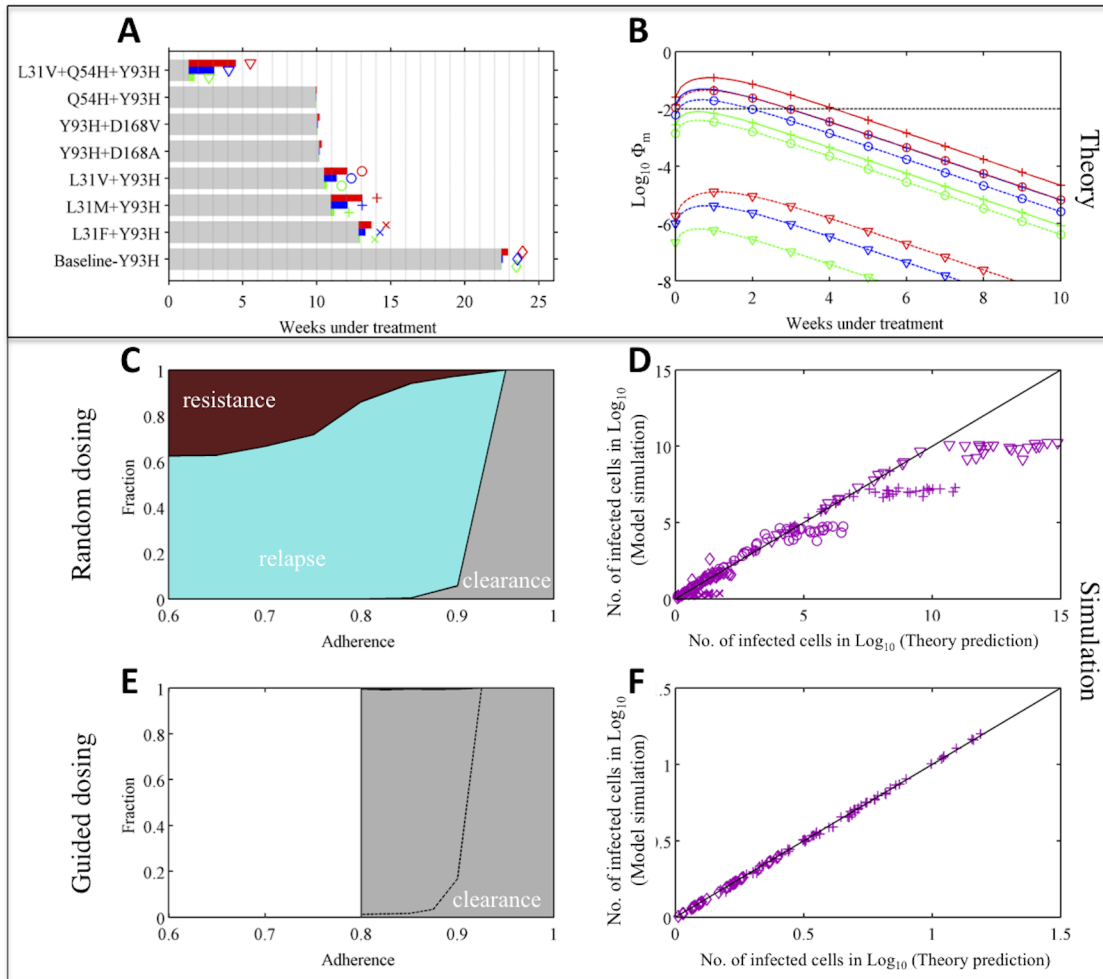 A
L31V+Q54H+Y93H
Q54H+Y93H
Y93H+D168V
Y93H+D168A
L31V+Y93H
L31M+Y93H
L31F+Y93H
Baseline-Y93H
0 5 10 15 20 25
Weeks under treatment
B
Log10 Φm
0
-2
-4
-6
-8
0 2 4 6 8 10
Weeks under treatment
Theory
C
Random dosing
Fraction
1
0.8
0.6
0.4
0.2
0
resistance
relapse
clearance
0.6 0.7 0.8 0.9 1
Adherence
D
No. of infected cells in Log10
(Model simulation)
15
10
5
0
0 5 10 15
No. of infected cells in Log10 (Theory prediction)
Simulation
E
Guided dosing
Fraction
1
0.8
0.6
0.4
0.2
0
clearance
0.6 0.7 0.8 0.9 1
Adherence
F
No. of infected cells in Log10
(Model simulation)
.5
1
0.5
0
0 0.5 1 1.5
No. of infected cells in Log10 (Theory prediction)